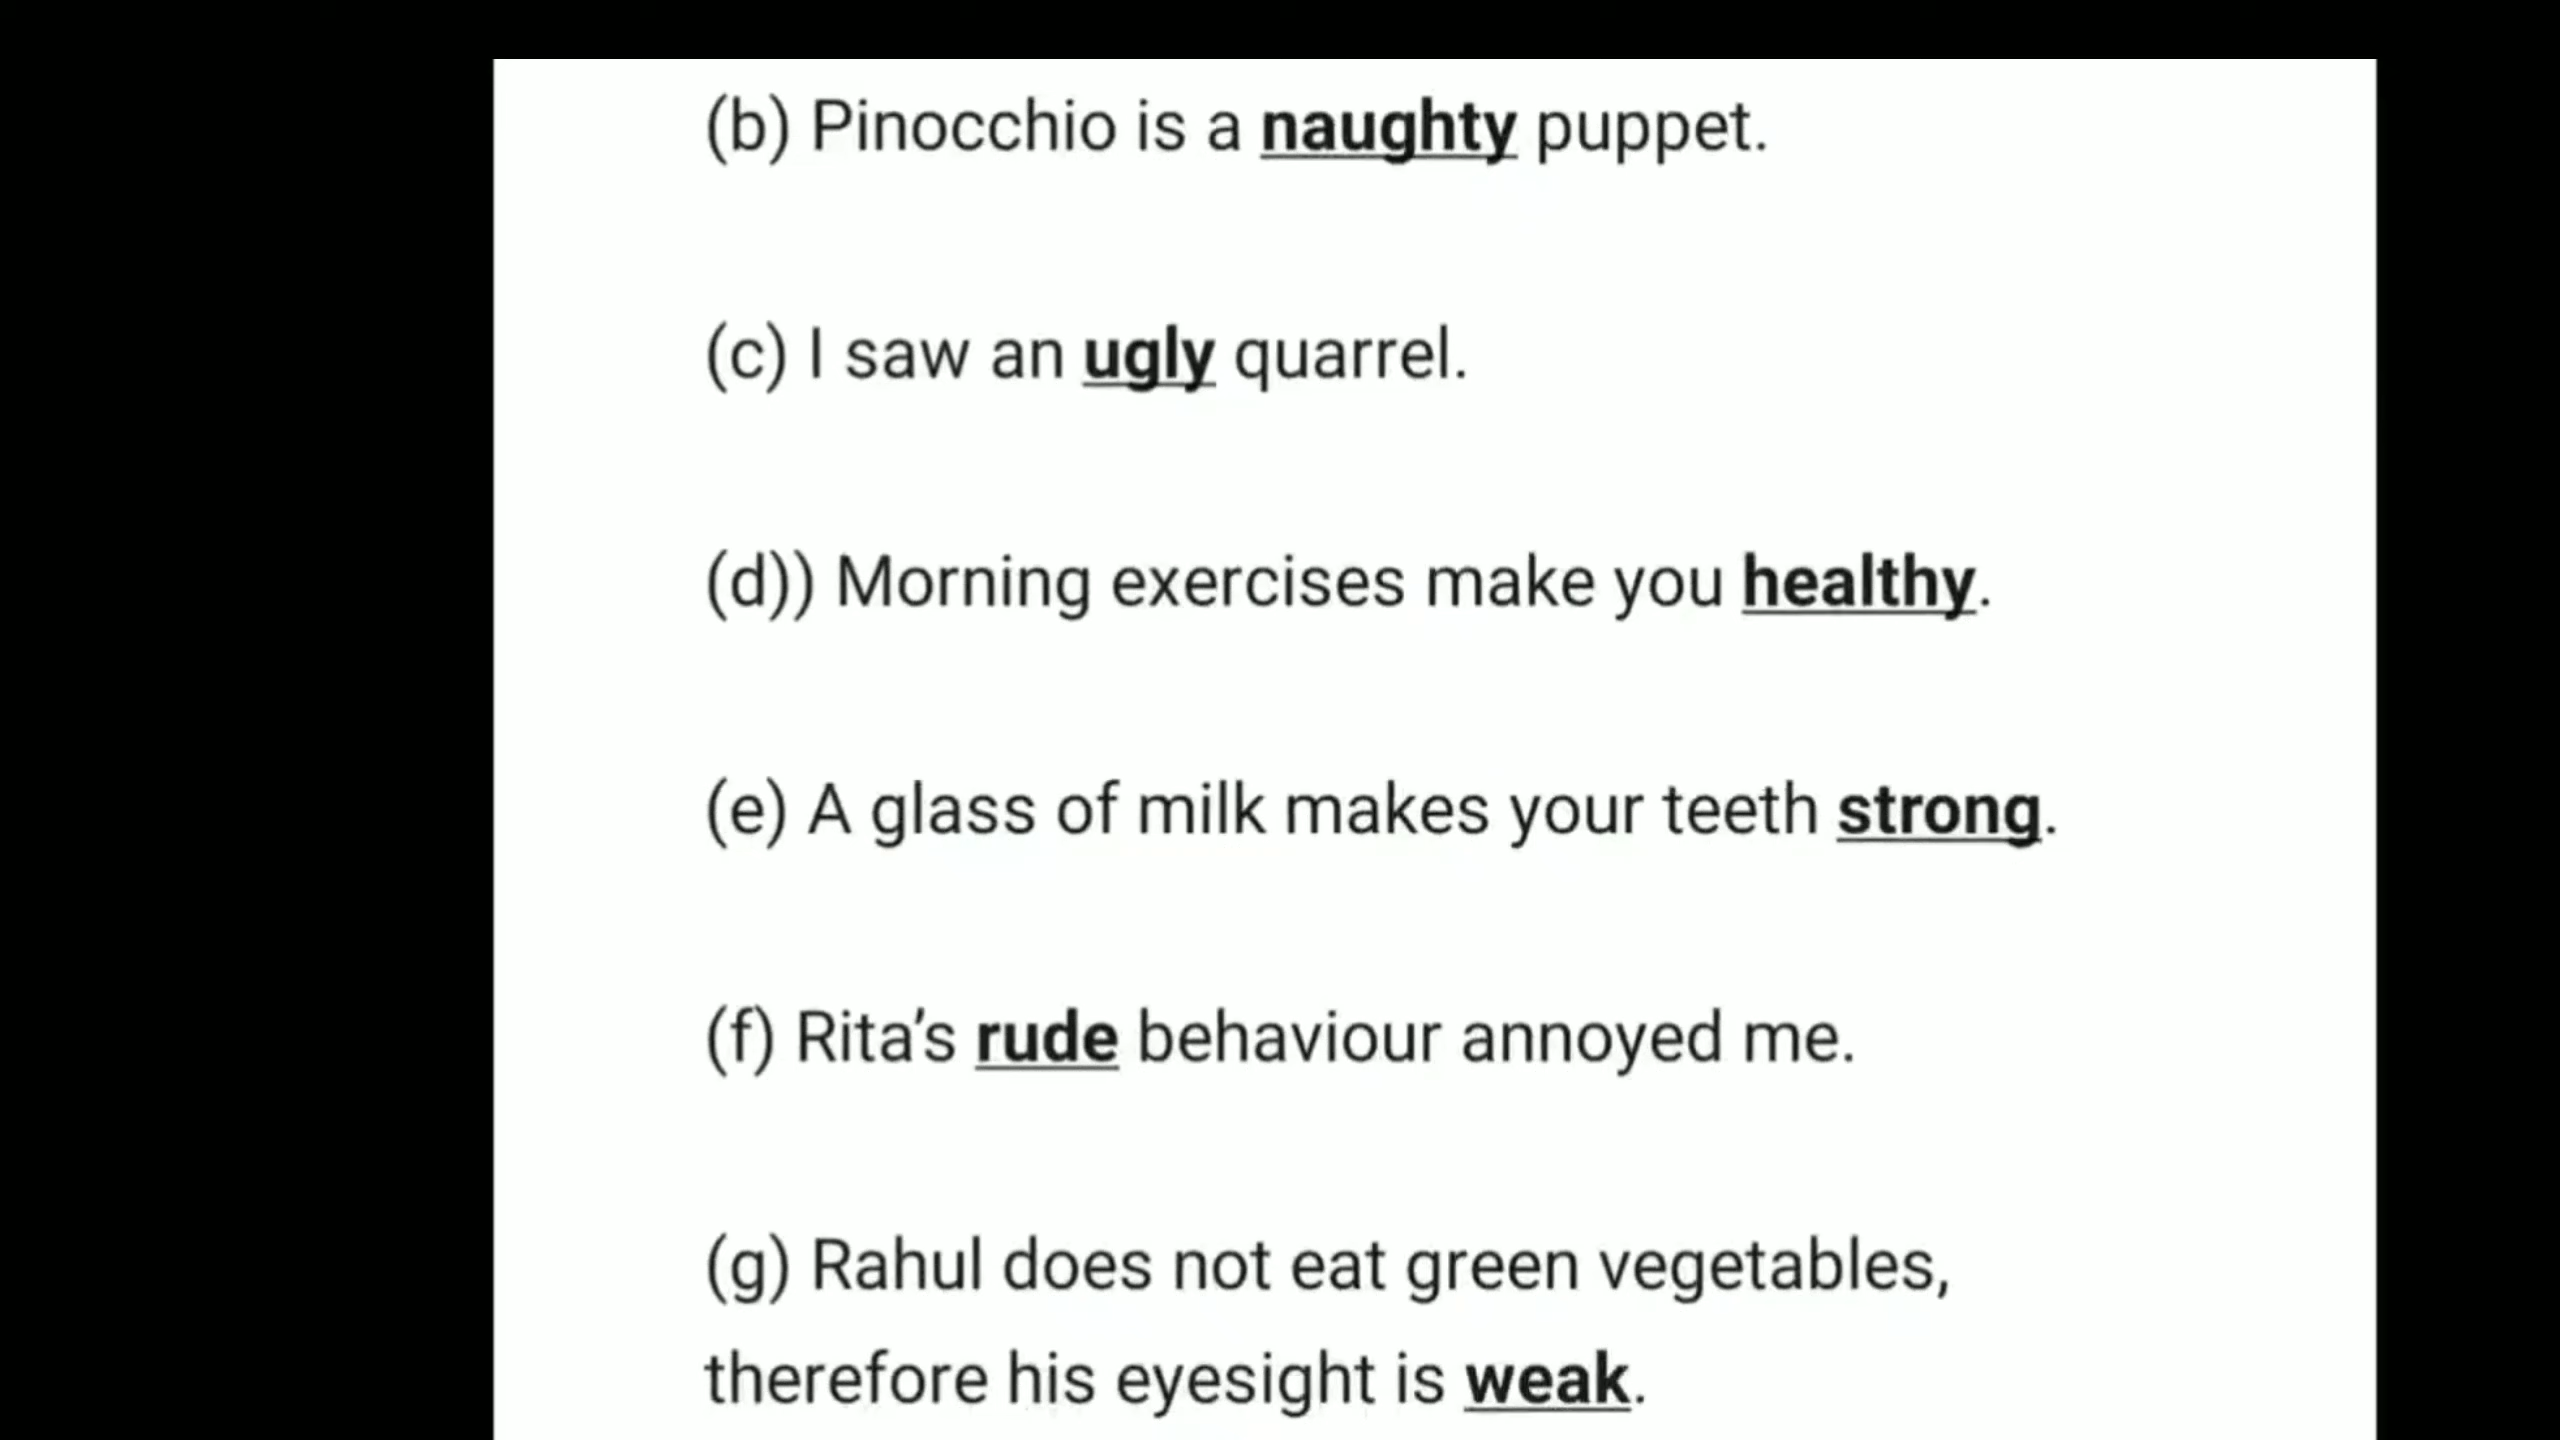 (b) Pinocchio is a naughty puppet.
(c) I saw an ugly quarrel.
(d)) Morning exercises make you healthy.
(e) A glass of milk makes your teeth strong.
(f) Rita’s rude behaviour annoyed me.
(g) Rahul does not eat green vegetables,
therefore his eyesight is weak.